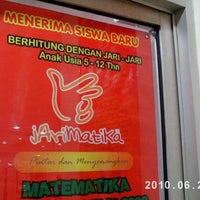 MENERIMA SISWA BARU
BERHITUNG DENGAN JARI - JARI
Anak Usia 5 - 12 Thn
jARiMatika
Pintar dan Menyenangkan
MATEMATIKA
2010.06.2